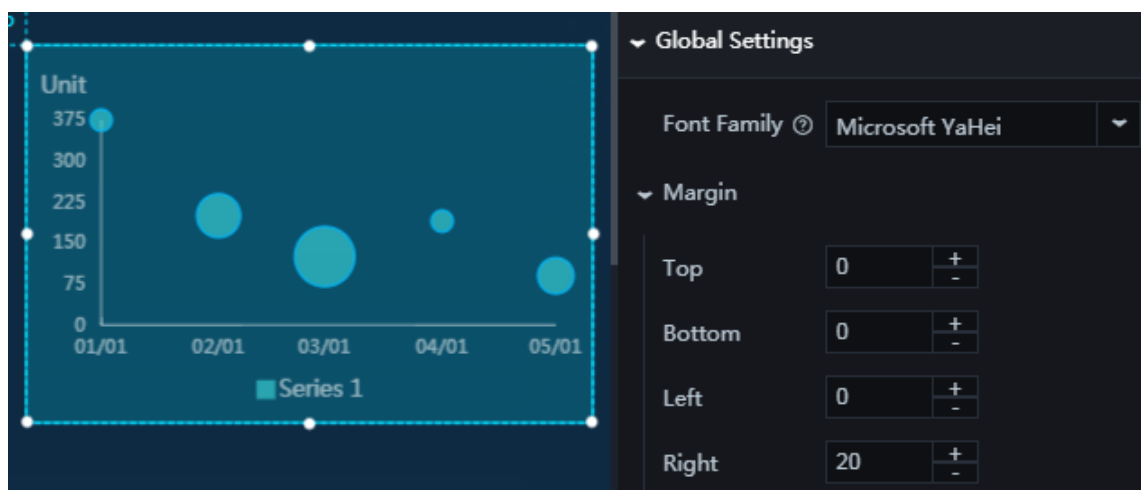 Unit
375
300
225
150
75
0
01/01 02/01 03/01 04/01 05/01
Series 1
Global Settings
Font Family Microsoft YaHei
Margin
Top 0 + -
Bottom 0 + -
Left 0 + -
Right 20 + -